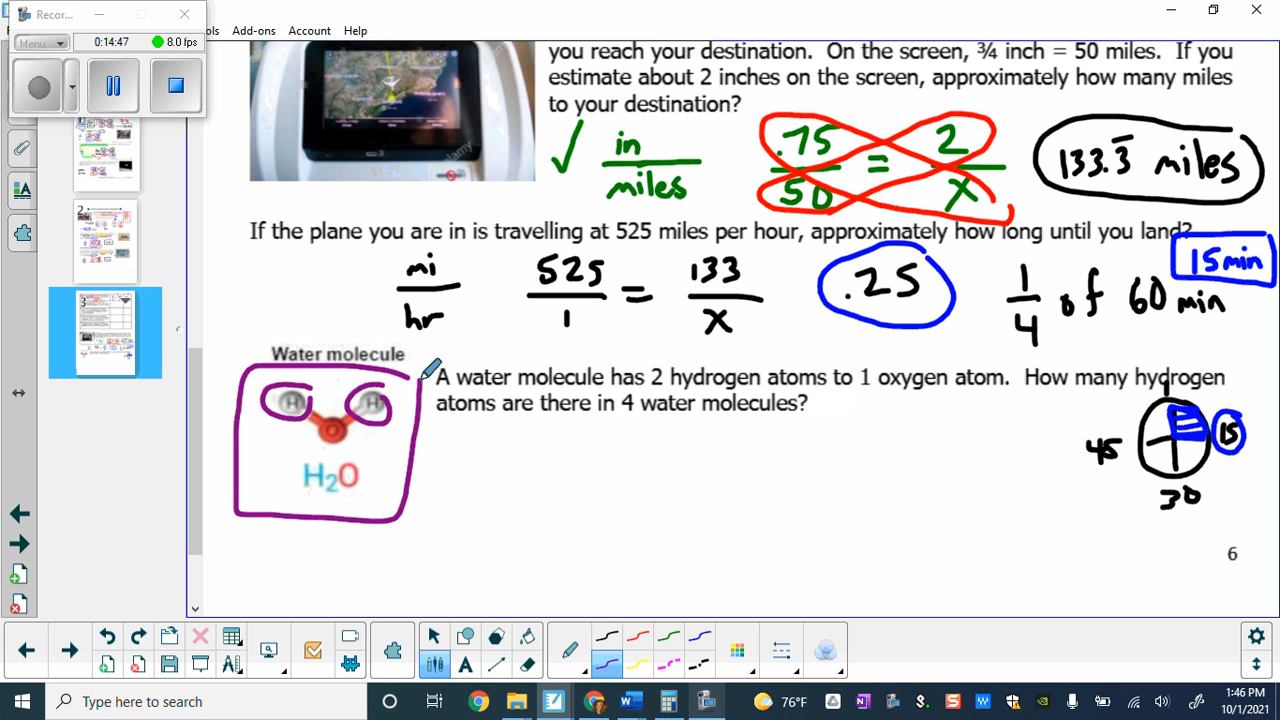 Recor...
Menu
0:14:47
8.0 fps
ols Add-ons Account Help
you reach your destination. On the screen, ¾ inch = 50 miles. If you
estimate about 2 inches on the screen, approximately how many miles
to your destination?
✓ in/miles .75/50 = 2/x 133.3̄ miles
If the plane you are in is travelling at 525 miles per hour, approximately how long until you land?
15 min
mi/hr 525/1 = 133/x .25 1/4 of 60 min
Water molecule
A water molecule has 2 hydrogen atoms to 1 oxygen atom. How many hydrogen
atoms are there in 4 water molecules?
H H
H₂O
45 15
30
6
Type here to search
76°F
1:46 PM
10/1/2021